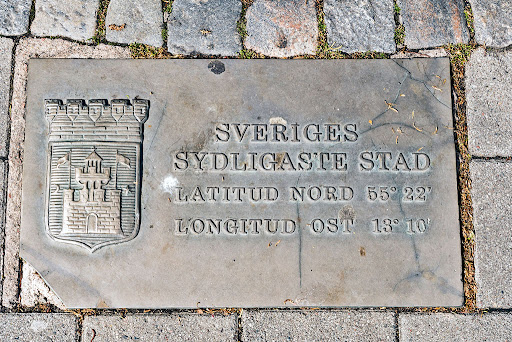 SVERIGES
SYDLIGASTE STAD
LATITUD NORD 55° 22'
LONGITUD OST 13° 10'